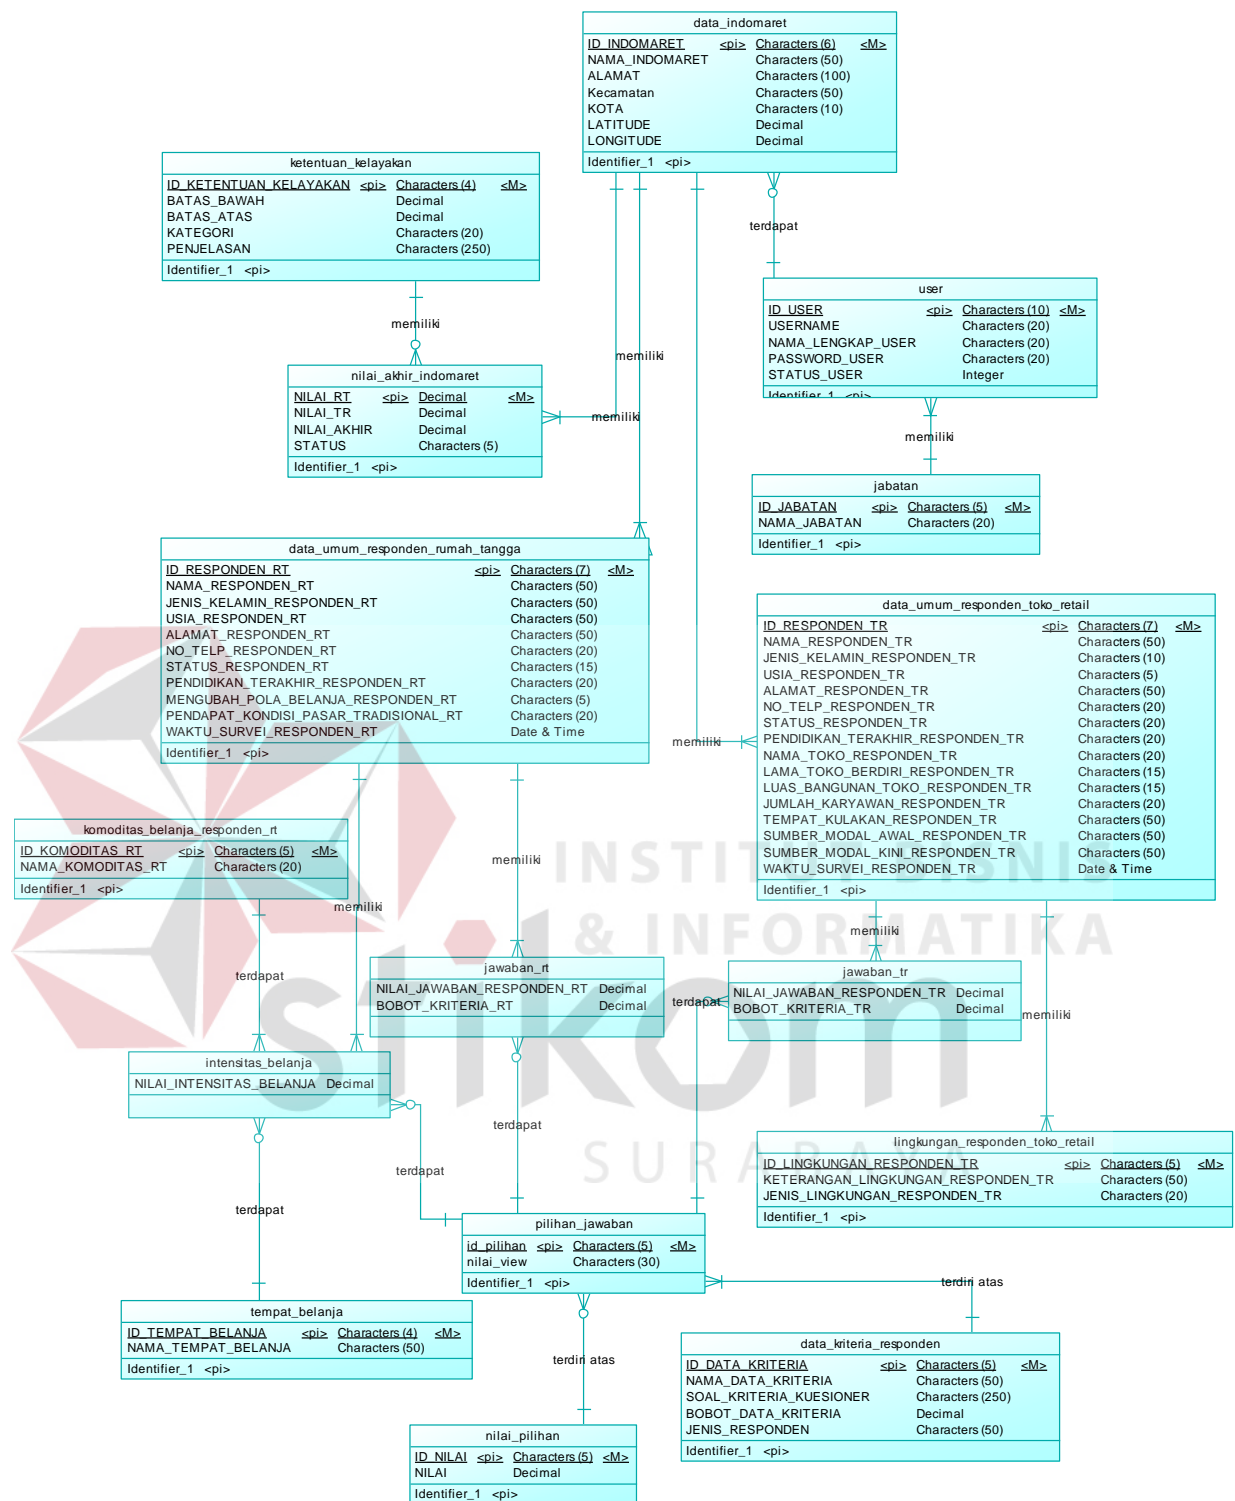 data_indomaret
ID_INDOMARET <pi> Characters (6) <M>
NAMA_INDOMARET Characters (50)
ALAMAT Characters (100)
Kecamatan Characters (50)
KOTA Characters (10)
LATITUDE Decimal
LONGITUDE Decimal
Identifier_1 <pi>
ketentuan_kelayakan
ID_KETENTUAN_KELAYAKAN <pi> Characters (4) <M>
BATAS_BAWAH Decimal
BATAS_ATAS Decimal
KATEGORI Characters (20)
PENJELASAN Characters (250)
Identifier_1 <pi>
terdapat
user
ID_USER <pi> Characters (10) <M>
USERNAME Characters (20)
NAMA_LENGKAP_USER Characters (20)
PASSWORD_USER Characters (20)
STATUS_USER Integer
Identifier_1 <pi>
memiliki
memiliki
nilai_akhir_indomaret
NILAI_RT <pi> Decimal <M>
NILAI_TR Decimal
NILAI_AKHIR Decimal
STATUS Characters (5)
Identifier_1 <pi>
memiliki
memiliki
jabatan
ID_JABATAN <pi> Characters (5) <M>
NAMA_JABATAN Characters (20)
Identifier_1 <pi>
data_umum_responden_rumah_tangga
ID_RESPONDEN_RT <pi> Characters (7) <M>
NAMA_RESPONDEN_RT Characters (50)
JENIS_KELAMIN_RESPONDEN_RT Characters (50)
USIA_RESPONDEN_RT Characters (50)
ALAMAT_RESPONDEN_RT Characters (50)
NO_TELP_RESPONDEN_RT Characters (20)
STATUS_RESPONDEN_RT Characters (15)
PENDIDIKAN_TERAKHIR_RESPONDEN_RT Characters (20)
MENGUBAH_POLA_BELANJA_RESPONDEN_RT Characters (5)
PENDAPAT_KONDISI_PASAR_TRADISIONAL_RT Characters (20)
WAKTU_SURVEI_RESPONDEN_RT Date & Time
Identifier_1 <pi>
data_umum_responden_toko_retail
ID_RESPONDEN_TR <pi> Characters (7) <M>
NAMA_RESPONDEN_TR Characters (50)
JENIS_KELAMIN_RESPONDEN_TR Characters (10)
USIA_RESPONDEN_TR Characters (5)
ALAMAT_RESPONDEN_TR Characters (50)
NO_TELP_RESPONDEN_TR Characters (20)
STATUS_RESPONDEN_TR Characters (20)
PENDIDIKAN_TERAKHIR_RESPONDEN_TR Characters (20)
NAMA_TOKO_RESPONDEN_TR Characters (20)
LAMA_TOKO_BERDIRI_RESPONDEN_TR Characters (15)
LUAS_BANGUNAN_TOKO_RESPONDEN_TR Characters (15)
JUMLAH_KARYAWAN_RESPONDEN_TR Characters (20)
TEMPAT_KULAKAN_RESPONDEN_TR Characters (50)
SUMBER_MODAL_AWAL_RESPONDEN_TR Characters (50)
SUMBER_MODAL_KINI_RESPONDEN_TR Characters (50)
WAKTU_SURVEI_RESPONDEN_TR Date & Time
Identifier_1 <pi>
memiliki
komoditas_belanja_responden_rt
ID_KOMODITAS_RT <pi> Characters (5) <M>
NAMA_KOMODITAS_RT Characters (20)
Identifier_1 <pi>
memiliki
memiliki
memiliki
INSTITUT BISNIS
& INFORMATIKA
stikom
SURABAYA
terdapat
jawaban_rt
NILAI_JAWABAN_RESPONDEN_RT Decimal
BOBOT_KRITERIA_RT Decimal
terdapat
jawaban_tr
NILAI_JAWABAN_RESPONDEN_TR Decimal
BOBOT_KRITERIA_TR Decimal
memiliki
intensitas_belanja
NILAI_INTENSITAS_BELANJA Decimal
terdapat
terdapat
terdapat
lingkungan_responden_toko_retail
ID_LINGKUNGAN_RESPONDEN_TR <pi> Characters (5) <M>
KETERANGAN_LINGKUNGAN_RESPONDEN_TR Characters (50)
JENIS_LINGKUNGAN_RESPONDEN_TR Characters (20)
Identifier_1 <pi>
pilihan_jawaban
id_pilihan <pi> Characters (5) <M>
nilai_view Characters (30)
Identifier_1 <pi>
terdiri atas
tempat_belanja
ID_TEMPAT_BELANJA <pi> Characters (4) <M>
NAMA_TEMPAT_BELANJA Characters (50)
Identifier_1 <pi>
terdiri atas
data_kriteria_responden
ID_DATA_KRITERIA <pi> Characters (5) <M>
NAMA_DATA_KRITERIA Characters (50)
SOAL_KRITERIA_KUESIONER Characters (250)
BOBOT_DATA_KRITERIA Decimal
JENIS_RESPONDEN Characters (50)
Identifier_1 <pi>
nilai_pilihan
ID_NILAI <pi> Characters (5) <M>
NILAI Decimal
Identifier_1 <pi>